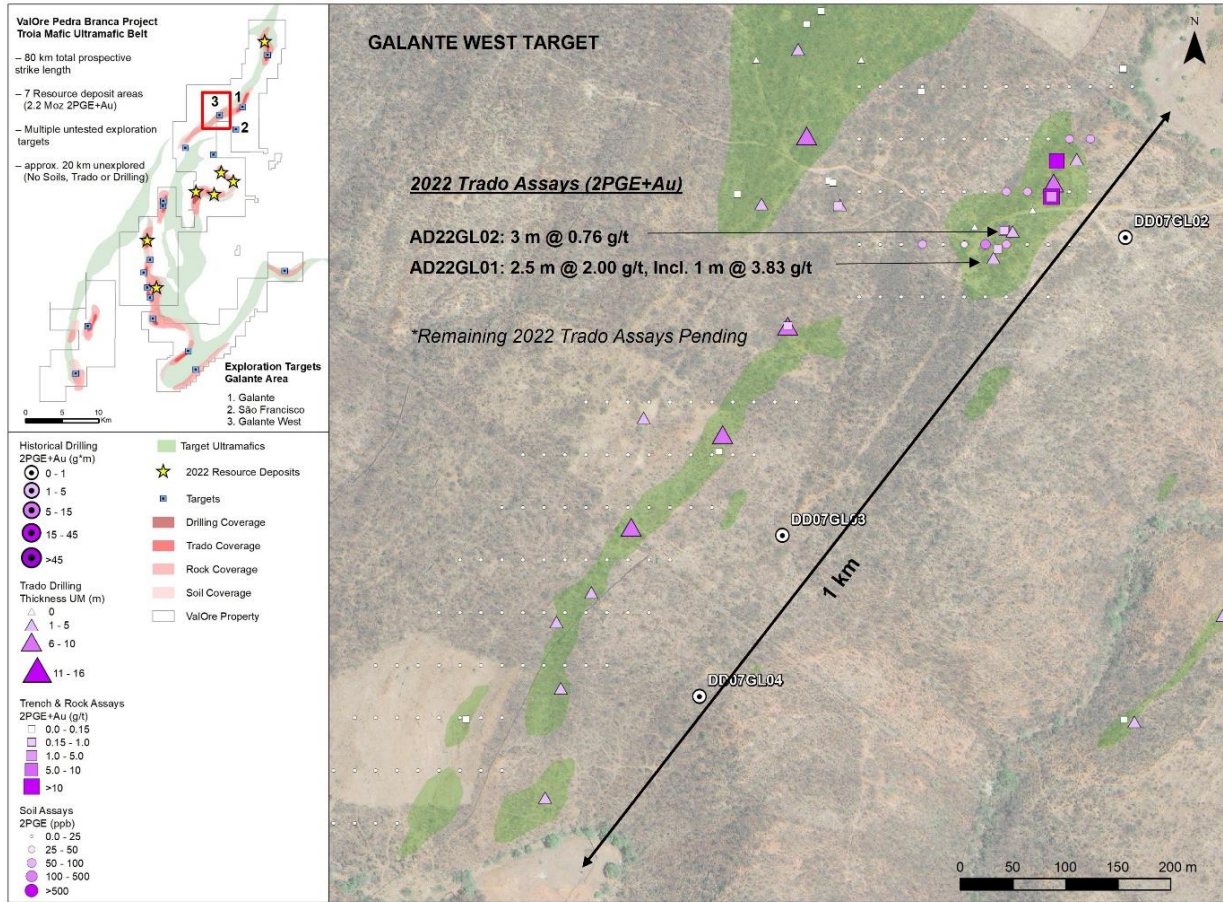 ValOre Pedra Branca Project
Troia Mafic Ultramafic Belt
– 80 km total prospective
strike length
– 7 Resource deposit areas
(2.2 Moz 2PGE+Au)
– Multiple untested exploration
targets
– approx. 20 km unexplored
(No Soils, Trado or Drilling)
3
1
2
Exploration Targets
Galante Area
1. Galante
2. São Francisco
3. Galante West
0 5 10
Km
Historical Drilling
2PGE+Au (g*m)
0 - 1
1 - 5
5 - 15
15 - 45
>45
Trado Drilling
Thickness UM (m)
0
1 - 5
6 - 10
11 - 16
Trench & Rock Assays
2PGE+Au (g/t)
0.0 - 0.15
0.15 - 1.0
1.0 - 5.0
5.0 - 10
>10
Soil Assays
2PGE (ppb)
0.0 - 25
25 - 50
50 - 100
100 - 500
>500
Target Ultramafics
2022 Resource Deposits
Targets
Drilling Coverage
Trado Coverage
Rock Coverage
Soil Coverage
ValOre Property
GALANTE WEST TARGET
N
2022 Trado Assays (2PGE+Au)
AD22GL02: 3 m @ 0.76 g/t
AD22GL01: 2.5 m @ 2.00 g/t, Incl. 1 m @ 3.83 g/t
*Remaining 2022 Trado Assays Pending
DD07GL02
DD07GL03
1 km
DD07GL04
0 50 100 150 200 m